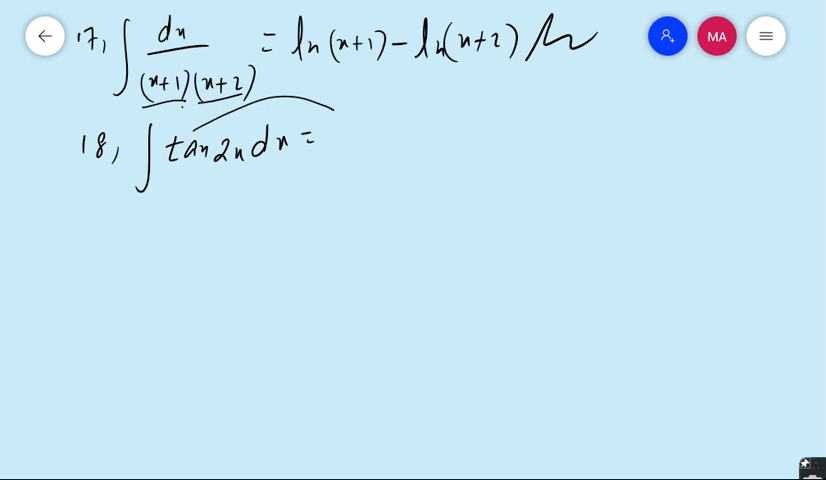 17, ∫ dx / (x+1)(x+2) = ln(x+1) - ln(x+2)
18, ∫ tan2x dx =
MA